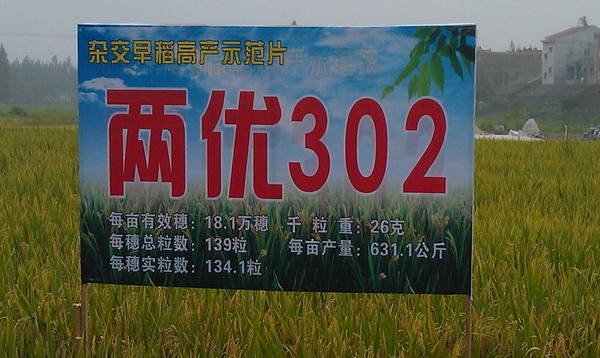 杂交早稻高产示范片
两优302
每亩有效穗：18.1万穗 千粒重：26克
每穗总粒数：139粒 每亩产量：631.1公斤
每穗实粒数：134.1粒